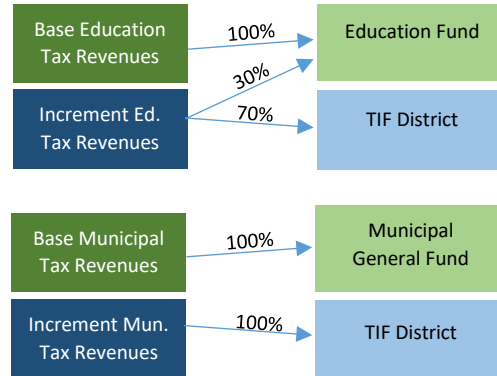 Base Education
Tax Revenues
100%
Education Fund
30%
Increment Ed.
Tax Revenues
70%
TIF District
Base Municipal
Tax Revenues
100%
Municipal
General Fund
Increment Mun.
Tax Revenues
100%
TIF District